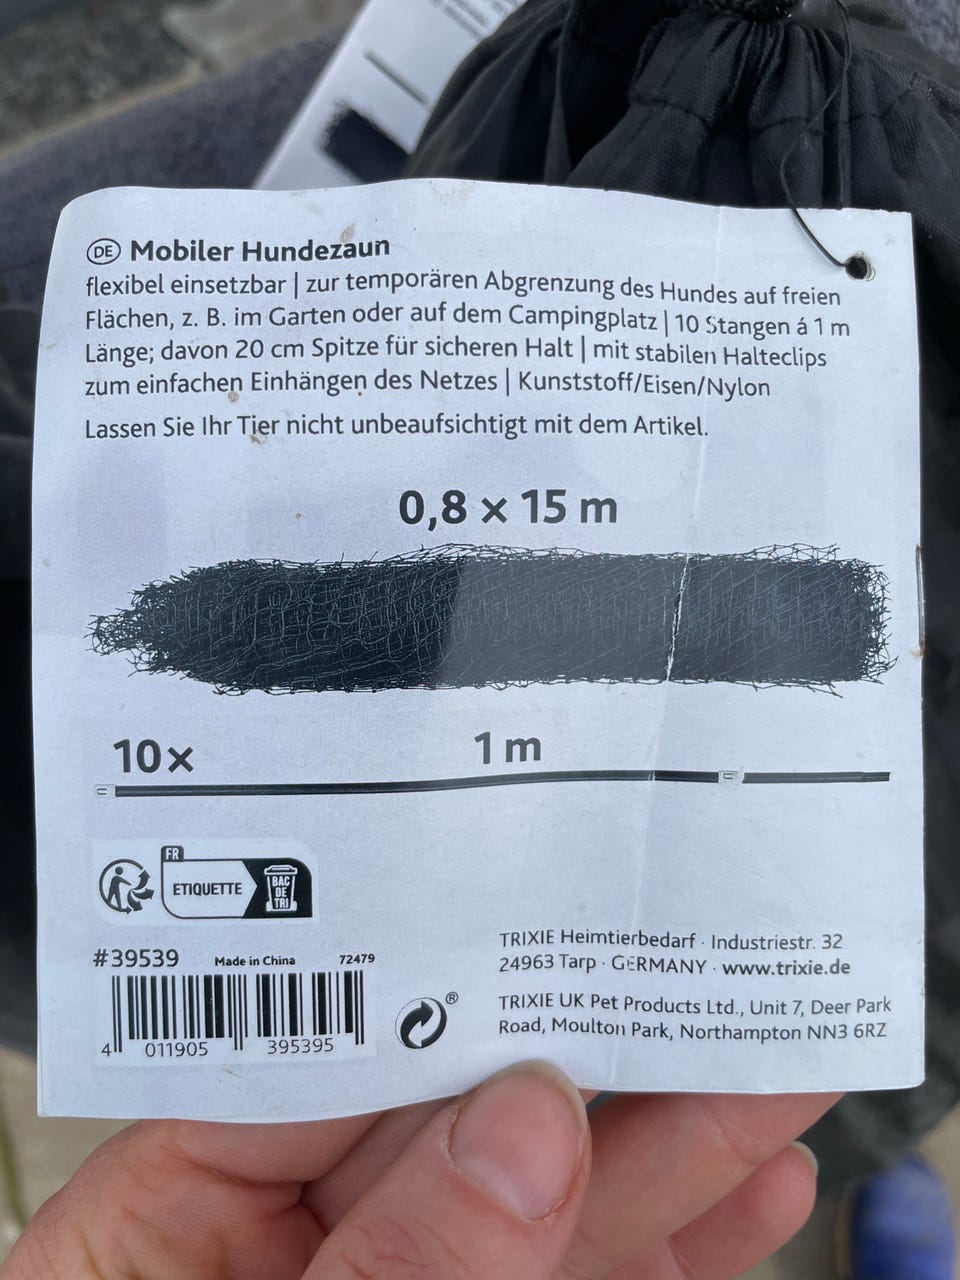 DE Mobiler Hundezaun
flexibel einsetzbar | zur temporären Abgrenzung des Hundes auf freien
Flächen, z. B. im Garten oder auf dem Campingplatz | 10 Stangen á 1 m
Länge; davon 20 cm Spitze für sicheren Halt | mit stabilen Halteclips
zum einfachen Einhängen des Netzes | Kunststoff/Eisen/Nylon
Lassen Sie Ihr Tier nicht unbeaufsichtigt mit dem Artikel.
0,8 × 15 m
10×
1 m
FR
ETIQUETTE
BAC
DE
TRI
#39539 Made in China 72479
4 011905 395395
®
TRIXIE Heimtierbedarf · Industriestr. 32
24963 Tarp · GERMANY · www.trixie.de
TRIXIE UK Pet Products Ltd., Unit 7, Deer Park
Road, Moulton Park, Northampton NN3 6RZ